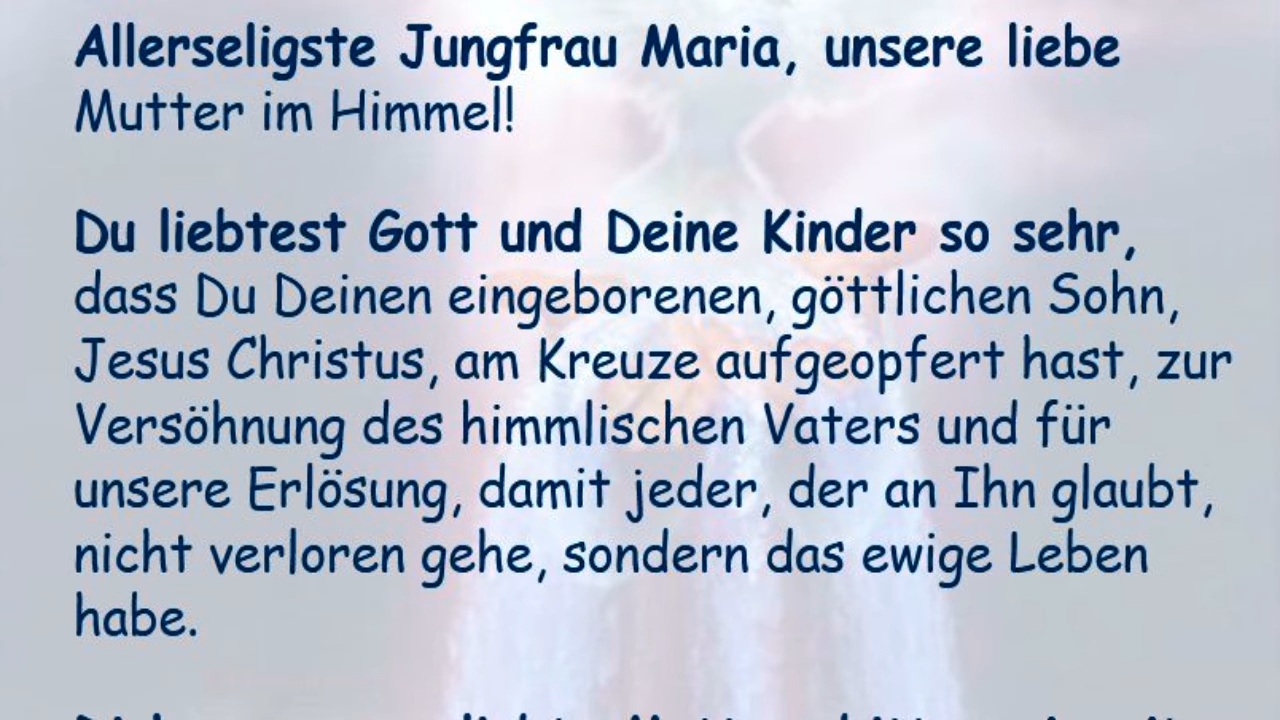 Allerseligste Jungfrau Maria, unsere liebe
Mutter im Himmel!
Du liebtest Gott und Deine Kinder so sehr,
dass Du Deinen eingeborenen, göttlichen Sohn,
Jesus Christus, am Kreuze aufgeopfert hast, zur
Versöhnung des himmlischen Vaters und für
unsere Erlösung, damit jeder, der an Ihn glaubt,
nicht verloren gehe, sondern das ewige Leben
habe.